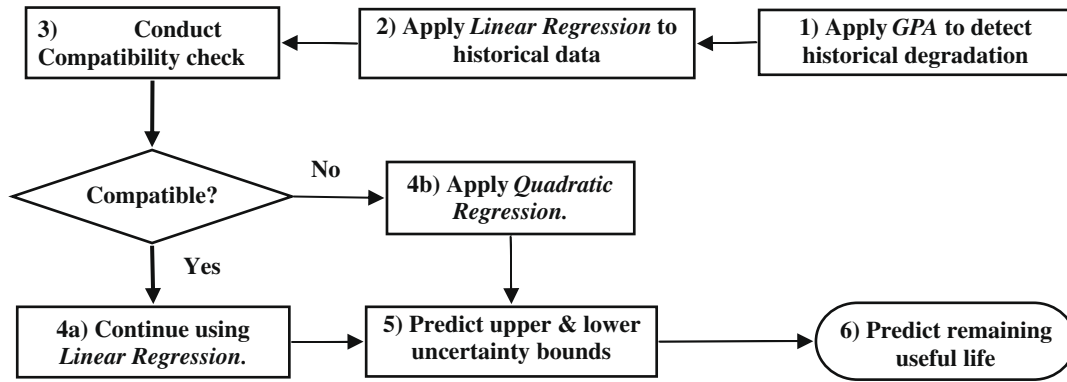 3) Conduct
Compatibility check
2) Apply Linear Regression to
historical data
1) Apply GPA to detect
historical degradation
Compatible?
No
4b) Apply Quadratic
Regression.
Yes
4a) Continue using
Linear Regression.
5) Predict upper & lower
uncertainty bounds
6) Predict remaining
useful life